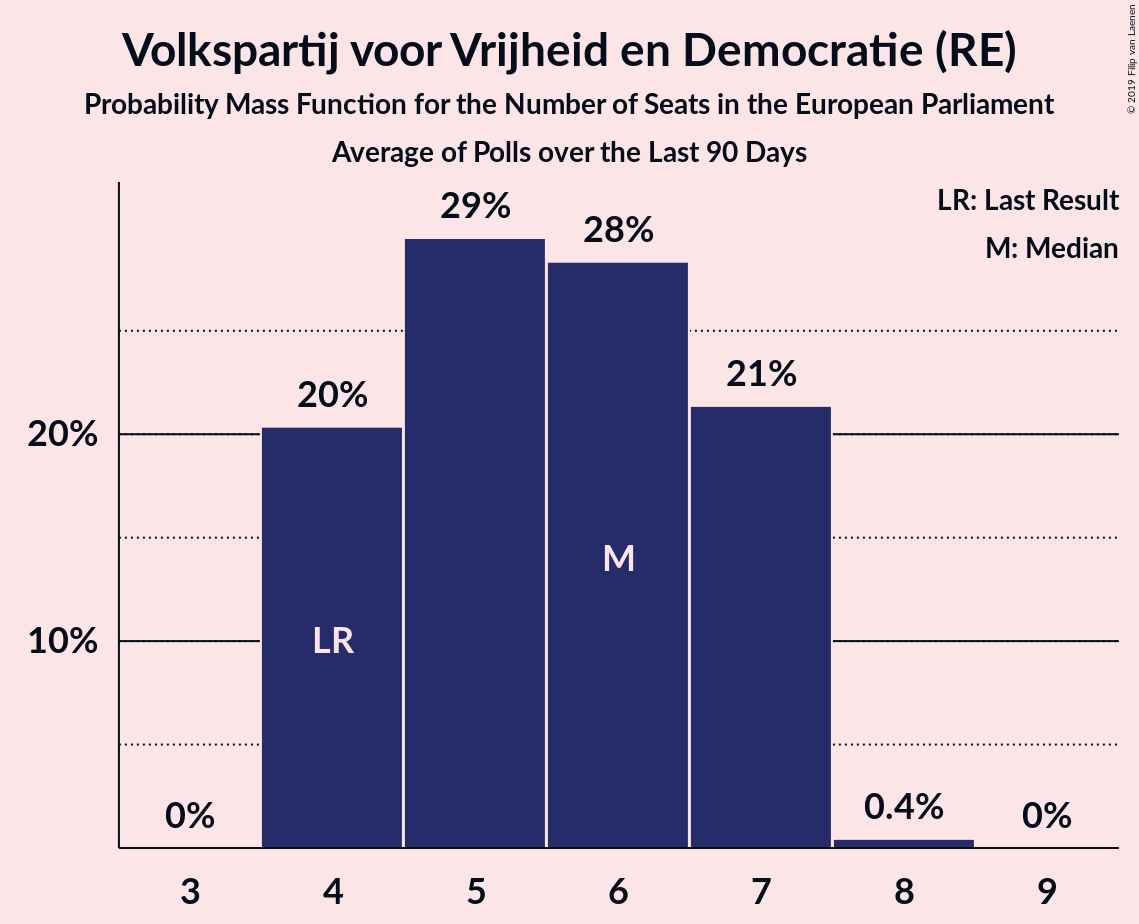 Volkspartij voor Vrijheid en Democratie (RE)
Probability Mass Function for the Number of Seats in the European Parliament
Average of Polls over the Last 90 Days
© 2019 Filip van Laenen
LR: Last Result
M: Median
29%
28%
21%
20%
20%
M
10%
LR
0%
0.4%
0%
3 4 5 6 7 8 9